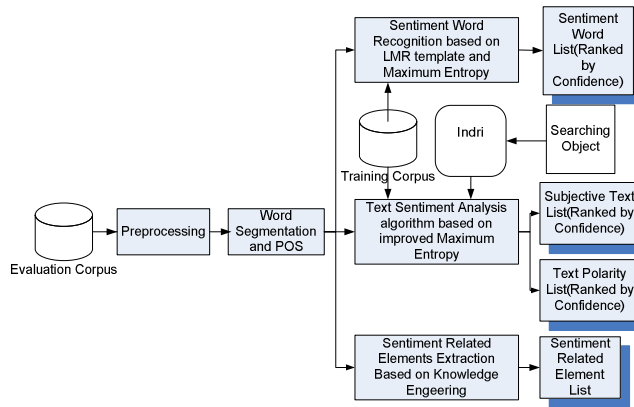 Sentiment Word
Recognition based on
LMR template and
Maximum Entropy
Sentiment
Word
List(Ranked
by
Confidence)
Indri
Searching
Object
Training Corpus
Evaluation Corpus
Preprocessing
Word
Segmentation
and POS
Text Sentiment Analysis
algorithm based on
improved Maximum
Entropy
Subjective Text
List(Ranked by
Confidence)
Text Polarity
List(Ranked by
Confidence)
Sentiment Related
Elements Extraction
Based on Knowledge
Engeering
Sentiment
Related
Element
List